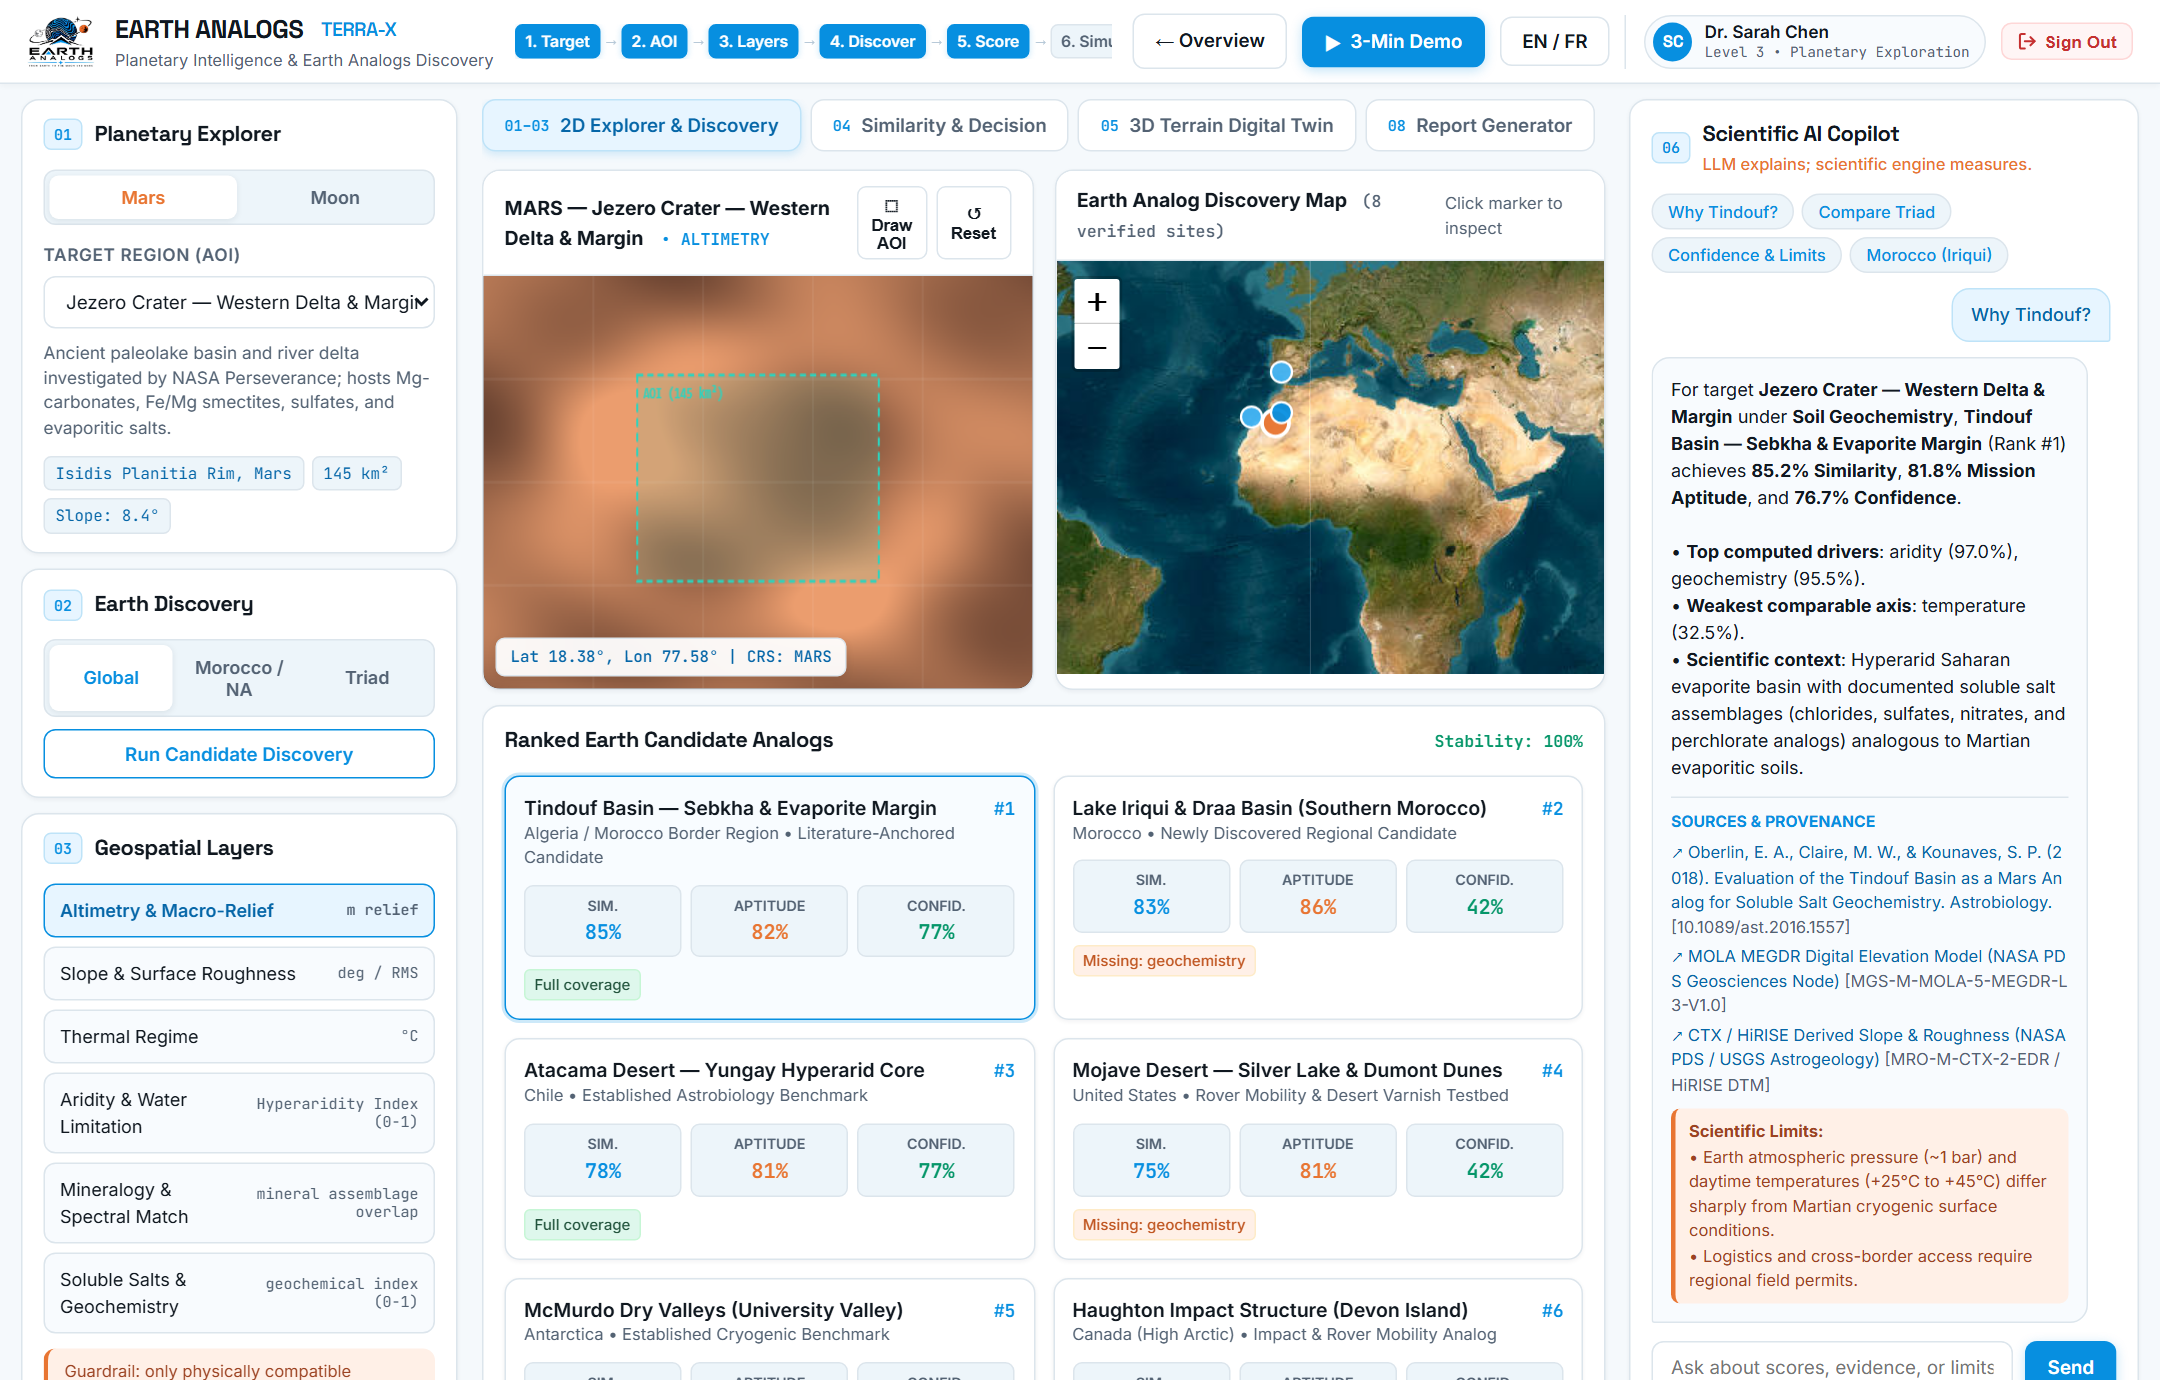 EARTH ANALOGS
EARTH ANALOGS TERRA-X
Planetary Intelligence & Earth Analogs Discovery
1. Target → 2. AOI → 3. Layers → 4. Discover → 5. Score → 6. Simu
← Overview
▶ 3-Min Demo
EN / FR
SC
Dr. Sarah Chen
Level 3 • Planetary Exploration
Sign Out
01 Planetary Explorer
Mars
Moon
TARGET REGION (AOI)
Jezero Crater — Western Delta & Margin
Ancient paleolake basin and river delta
investigated by NASA Perseverance; hosts Mg-
carbonates, Fe/Mg smectites, sulfates, and
evaporitic salts.
Isidis Planitia Rim, Mars
145 km²
Slope: 8.4°
02 Earth Discovery
Global
Morocco /
NA
Triad
Run Candidate Discovery
03 Geospatial Layers
Altimetry & Macro-Relief m relief
Slope & Surface Roughness deg / RMS
Thermal Regime °C
Aridity & Water
Limitation
Hyperaridity Index
(0-1)
Mineralogy &
Spectral Match
mineral assemblage
overlap
Soluble Salts &
Geochemistry
geochemical index
(0-1)
Guardrail: only physically compatible
01-03 2D Explorer & Discovery
04 Similarity & Decision
05 3D Terrain Digital Twin
08 Report Generator
MARS — Jezero Crater — Western
Delta & Margin • ALTIMETRY
Draw
AOI
↺
Reset
AOI (145 km²)
Lat 18.38°, Lon 77.58° | CRS: MARS
Earth Analog Discovery Map (8
verified sites)
Click marker to
inspect
+
−
Ranked Earth Candidate Analogs
Stability: 100%
Tindouf Basin — Sebkha & Evaporite Margin #1
Algeria / Morocco Border Region • Literature-Anchored
Candidate
SIM.
85%
APTITUDE
82%
CONFID.
77%
Full coverage
Lake Iriqui & Draa Basin (Southern Morocco) #2
Morocco • Newly Discovered Regional Candidate
SIM.
83%
APTITUDE
86%
CONFID.
42%
Missing: geochemistry
Atacama Desert — Yungay Hyperarid Core #3
Chile • Established Astrobiology Benchmark
SIM.
78%
APTITUDE
81%
CONFID.
77%
Full coverage
Mojave Desert — Silver Lake & Dumont Dunes #4
United States • Rover Mobility & Desert Varnish Testbed
SIM.
75%
APTITUDE
81%
CONFID.
42%
Missing: geochemistry
McMurdo Dry Valleys (University Valley) #5
Antarctica • Established Cryogenic Benchmark
Haughton Impact Structure (Devon Island) #6
Canada (High Arctic) • Impact & Rover Mobility Analog
06 Scientific AI Copilot
LLM explains; scientific engine measures.
Why Tindouf?
Compare Triad
Confidence & Limits
Morocco (Iriqui)
Why Tindouf?
For target Jezero Crater — Western Delta &
Margin under Soil Geochemistry, Tindouf
Basin — Sebkha & Evaporite Margin (Rank #1)
achieves 85.2% Similarity, 81.8% Mission
Aptitude, and 76.7% Confidence.
• Top computed drivers: aridity (97.0%),
geochemistry (95.5%).
• Weakest comparable axis: temperature
(32.5%).
• Scientific context: Hyperarid Saharan
evaporite basin with documented soluble salt
assemblages (chlorides, sulfates, nitrates, and
perchlorate analogs) analogous to Martian
evaporitic soils.
SOURCES & PROVENANCE
↗ Oberlin, E. A., Claire, M. W., & Kounaves, S. P. (2
018). Evaluation of the Tindouf Basin as a Mars An
alog for Soluble Salt Geochemistry. Astrobiology.
[10.1089/ast.2016.1557]
↗ MOLA MEGDR Digital Elevation Model (NASA PD
S Geosciences Node) [MGS-M-MOLA-5-MEGDR-L
3-V1.0]
↗ CTX / HiRISE Derived Slope & Roughness (NASA
PDS / USGS Astrogeology) [MRO-M-CTX-2-EDR /
HiRISE DTM]
Scientific Limits:
• Earth atmospheric pressure (~1 bar) and
daytime temperatures (+25°C to +45°C) differ
sharply from Martian cryogenic surface
conditions.
• Logistics and cross-border access require
regional field permits.
Ask about scores, evidence, or limits
Send